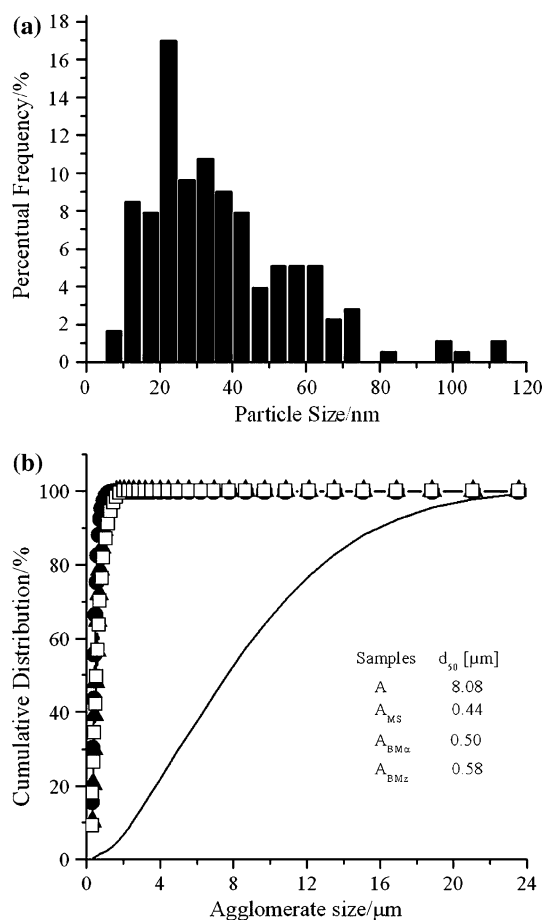 (a)
Percentual Frequency/%
18
16
14
12
10
8
6
4
2
0
0 20 40 60 80 100 120
Particle Size/nm
(b)
Cumulative Distribution/%
100
80
60
40
20
0
Samples d50 [µm]
A 8.08
AMS 0.44
ABMα 0.50
ABMz 0.58
0 4 8 12 16 20 24
Agglomerate size/µm